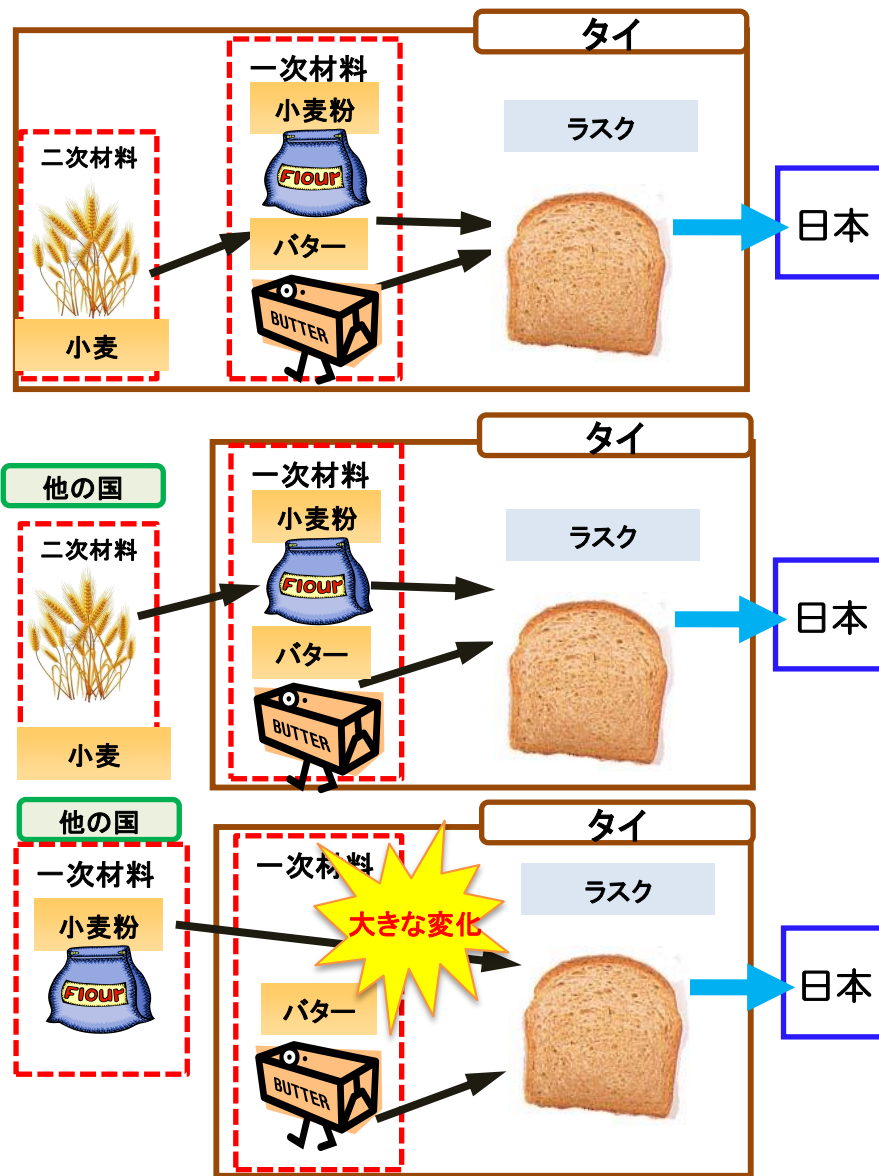 タイ
一次材料
小麦粉
Flour
バター
BUTTER
二次材料
小麦
ラスク
日本
タイ
他の国
二次材料
小麦
一次材料
小麦粉
Flour
バター
BUTTER
ラスク
日本
他の国
一次材料
小麦粉
Flour
タイ
一次材料
大きな変化
バター
BUTTER
ラスク
日本